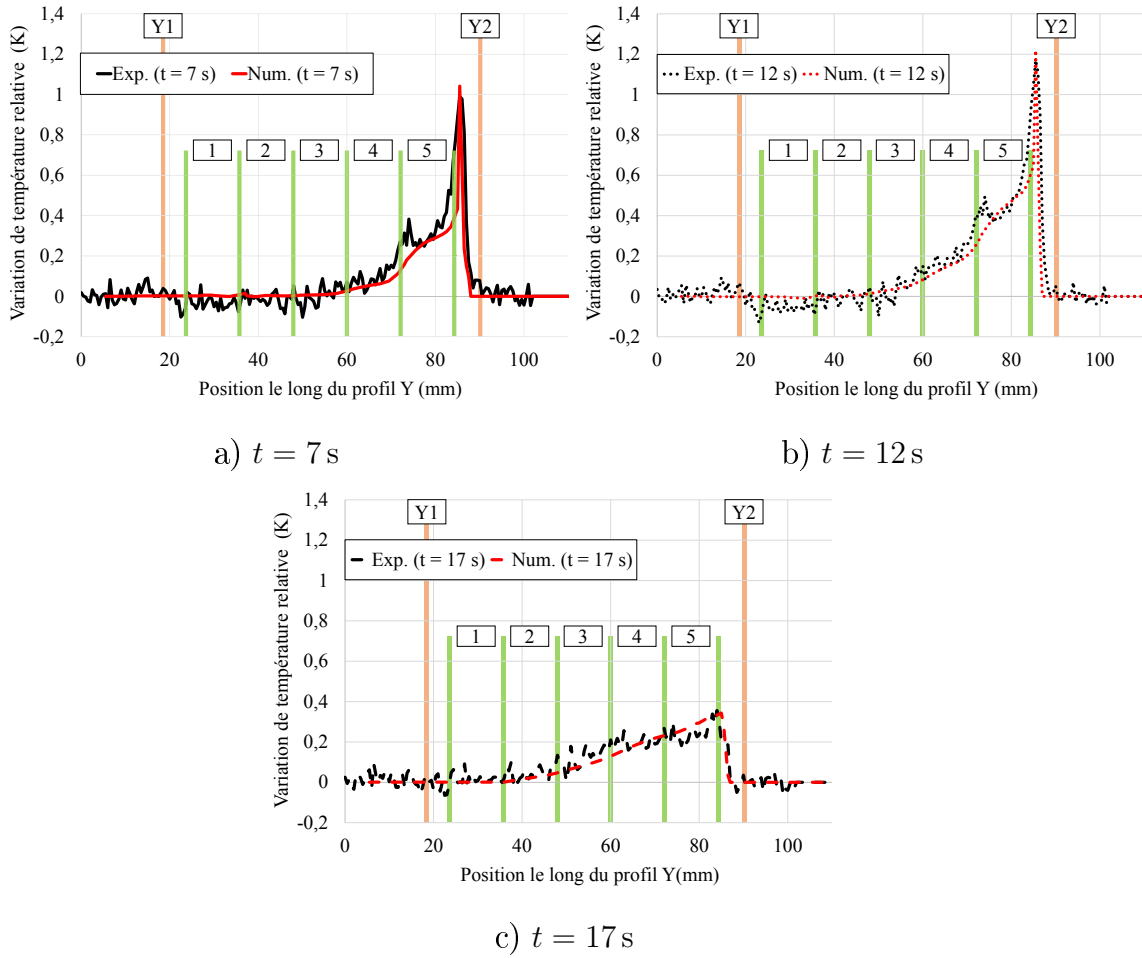 1,4
1,2
1
0,8
0,6
0,4
0,2
0
-0,2
Variation de température relative (K)
Y1
Y2
Exp. (t = 7 s)
Num. (t = 7 s)
1 2 3 4 5
0 20 40 60 80 100
Position le long du profil Y (mm)
a) t = 7 s
1,4
1,2
1
0,8
0,6
0,4
0,2
0
-0,2
Variation de température relative (K)
Y1
Y2
Exp. (t = 12 s)
Num. (t = 12 s)
1 2 3 4 5
0 20 40 60 80 100
Position le long du profil Y (mm)
b) t = 12 s
1,4
1,2
1
0,8
0,6
0,4
0,2
0
-0,2
Variation de température relative (K)
Y1
Y2
Exp. (t = 17 s)
Num. (t = 17 s)
1 2 3 4 5
0 20 40 60 80 100
Position le long du profil Y(mm)
c) t = 17 s